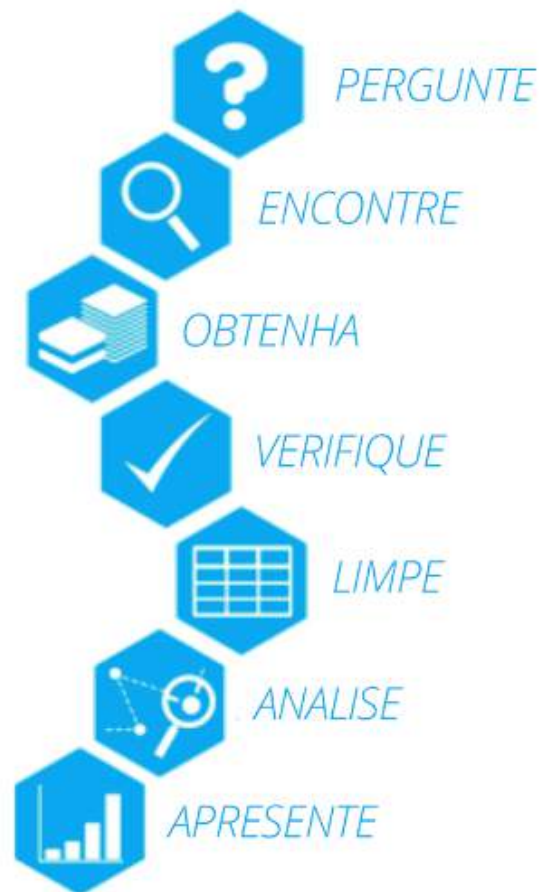 PERGUNTE
ENCONTRE
OBTENHA
VERIFIQUE
LIMPE
ANALISE
APRESENTE